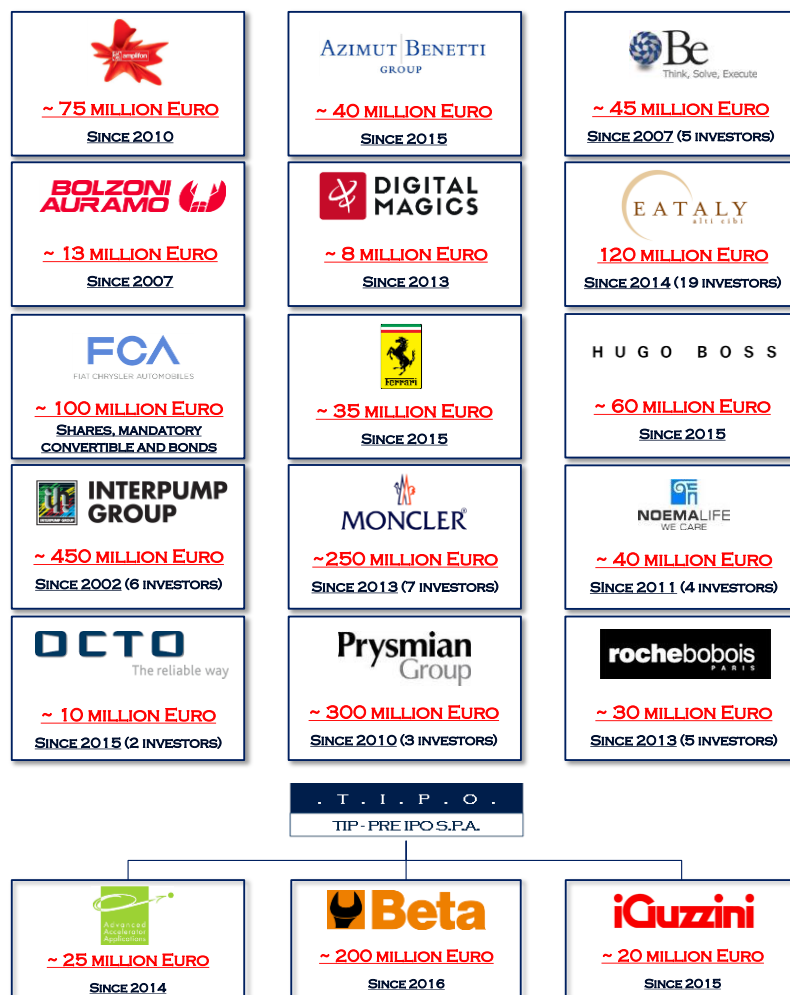 amplifon
~ 75 MILLION EURO
SINCE 2010
AZIMUT BENETTI
GROUP
~ 40 MILLION EURO
SINCE 2015
Be
Think, Solve, Execute
~ 45 MILLION EURO
SINCE 2007 (5 INVESTORS)
BOLZONI
AURAMO
~ 13 MILLION EURO
SINCE 2007
DIGITAL
MAGICS
~ 8 MILLION EURO
SINCE 2013
EATALY
alti cibi
120 MILLION EURO
SINCE 2014 (19 INVESTORS)
FCA
FIAT CHRYSLER AUTOMOBILES
~ 100 MILLION EURO
SHARES, MANDATORY
CONVERTIBLE AND BONDS
Ferrari
~ 35 MILLION EURO
SINCE 2015
HUGO BOSS
~ 60 MILLION EURO
SINCE 2015
INTERPUMP
GROUP
~ 450 MILLION EURO
SINCE 2002 (6 INVESTORS)
MONCLER
~250 MILLION EURO
SINCE 2013 (7 INVESTORS)
NOEMALIFE
WE CARE
~ 40 MILLION EURO
SINCE 2011 (4 INVESTORS)
OCTO
The reliable way
~ 10 MILLION EURO
SINCE 2015 (2 INVESTORS)
Prysmian
Group
~ 300 MILLION EURO
SINCE 2010 (3 INVESTORS)
rochebobois
PARIS
~ 30 MILLION EURO
SINCE 2013 (5 INVESTORS)
. T . I . P . O .
TIP - PRE IPO S.P.A.
Advanced
Accelerator
Applications
~ 25 MILLION EURO
SINCE 2014
Beta
~ 200 MILLION EURO
SINCE 2016
iGuzzini
~ 20 MILLION EURO
SINCE 2015